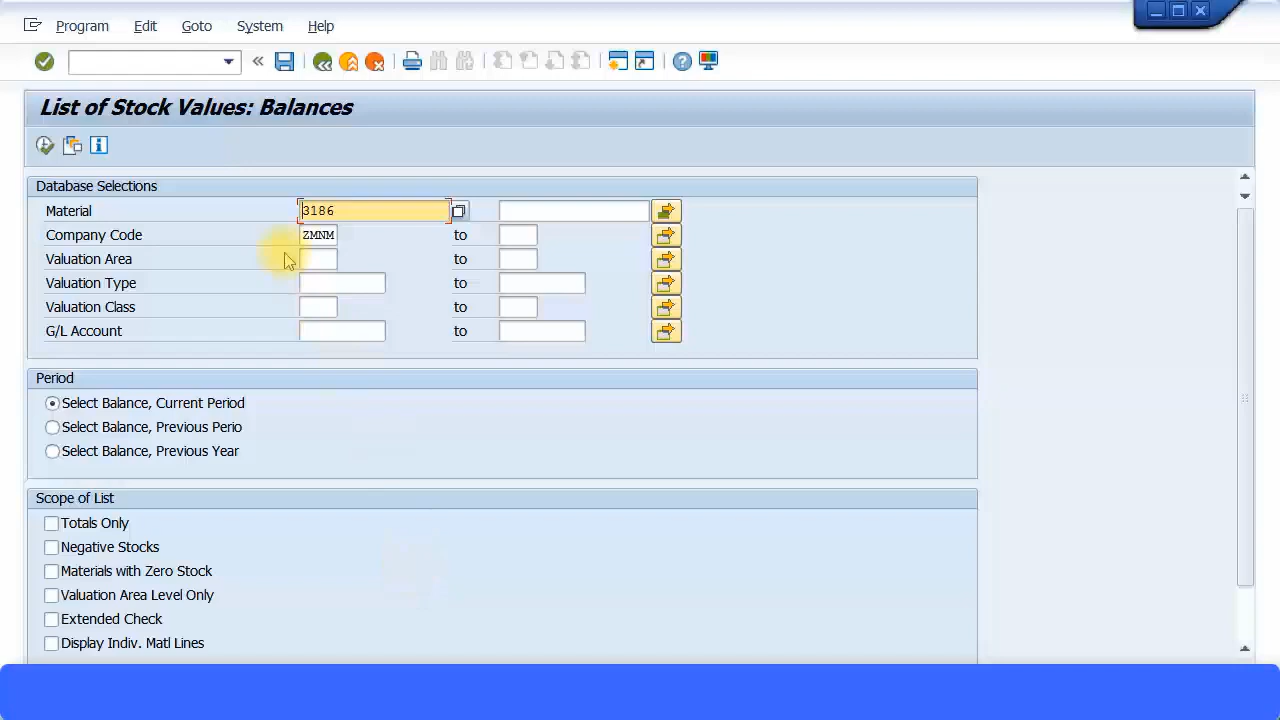 Program Edit Goto System Help
List of Stock Values: Balances
Database Selections
Material 3186
Company Code ZMNM to
Valuation Area to
Valuation Type to
Valuation Class to
G/L Account to
Period
Select Balance, Current Period
Select Balance, Previous Perio
Select Balance, Previous Year
Scope of List
Totals Only
Negative Stocks
Materials with Zero Stock
Valuation Area Level Only
Extended Check
Display Indiv. Matl Lines